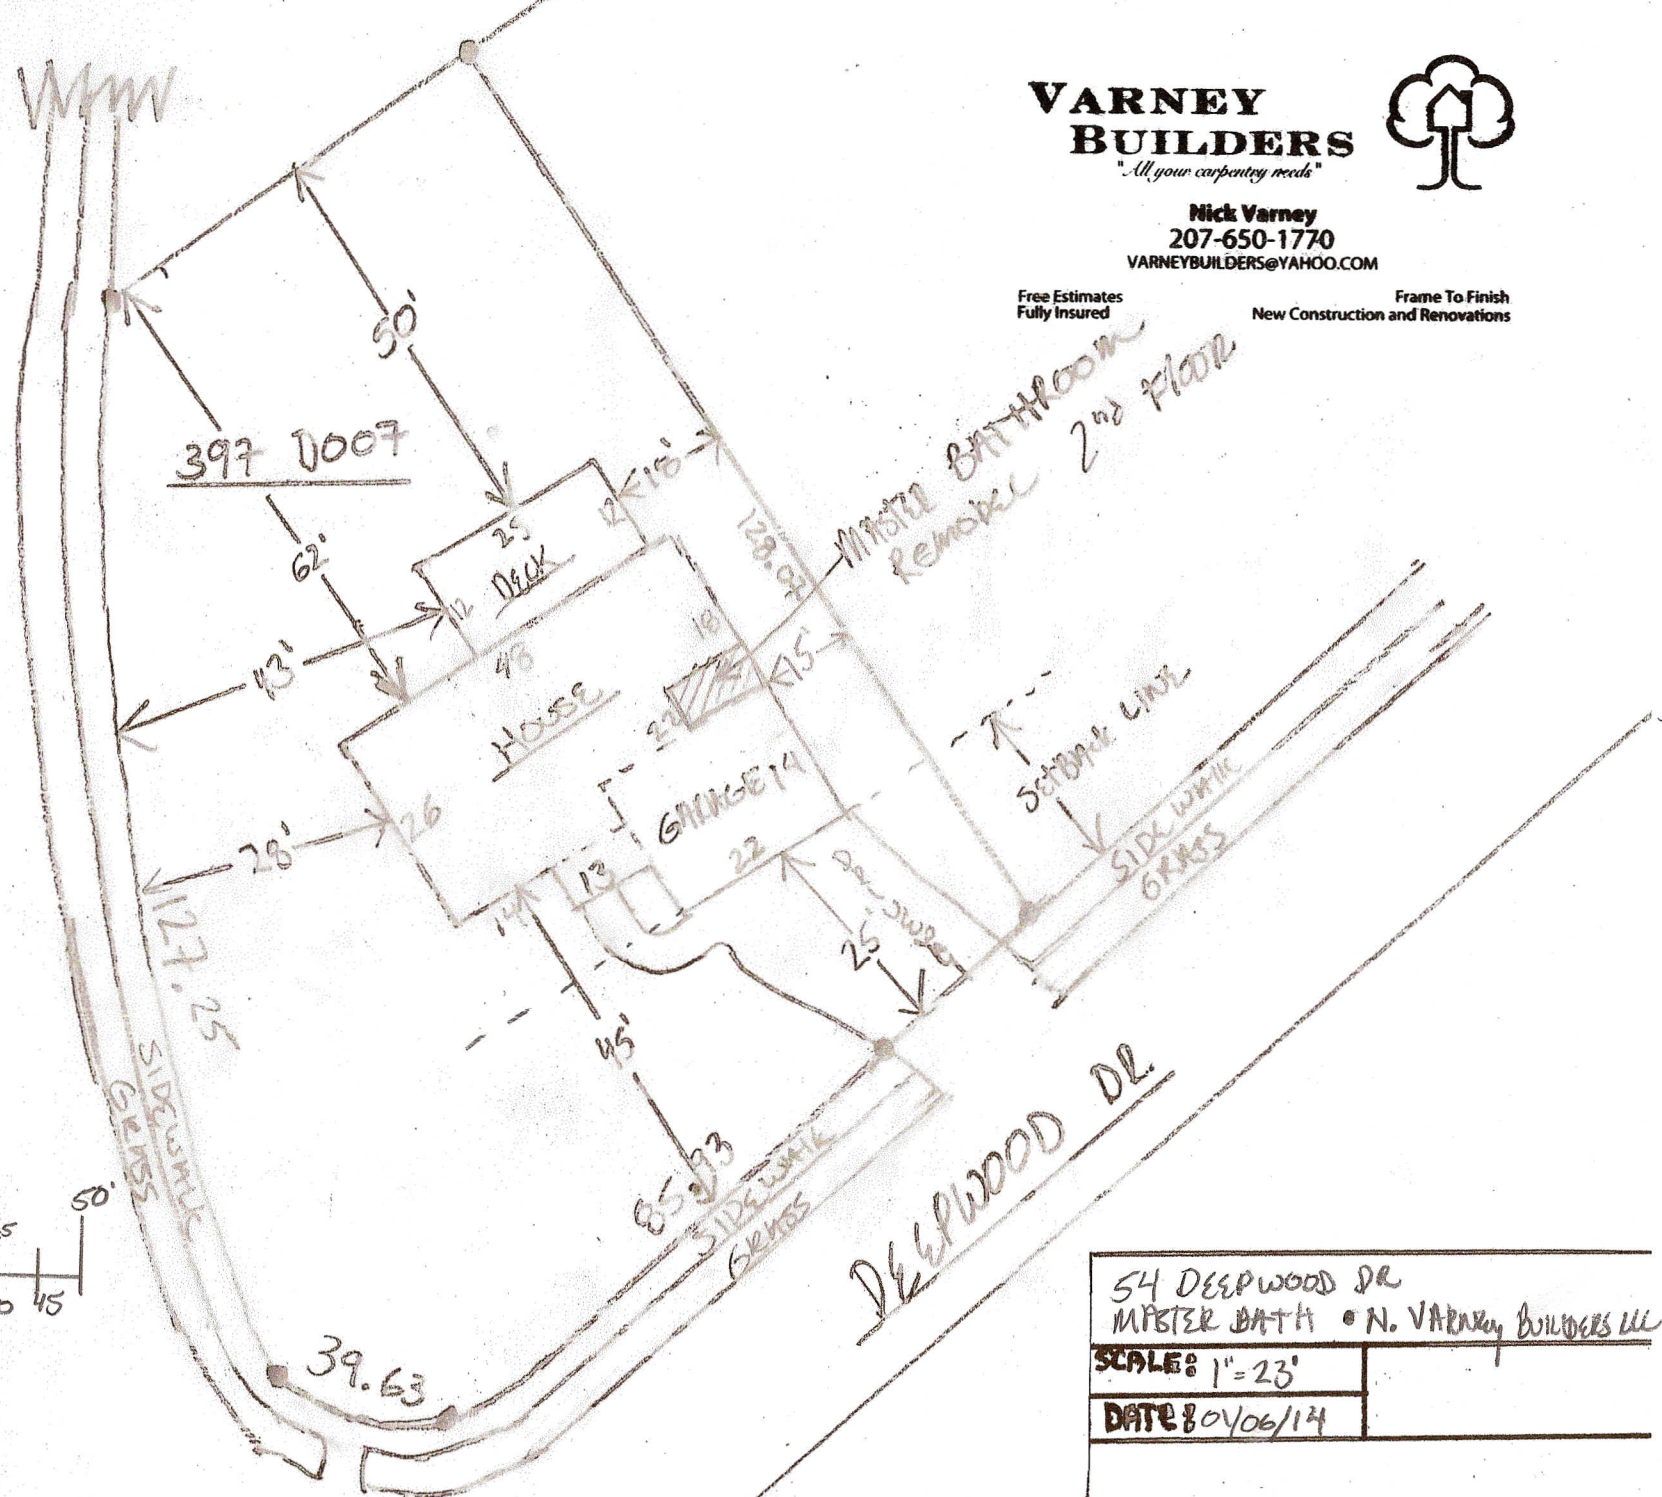 VARNEY
BUILDERS
"All your carpentry needs"
Nick Varney
207-650-1770
VARNEYBUILDERS@YAHOO.COM
Free Estimates
Fully Insured
Frame To Finish
New Construction and Renovations
MASTER BATHROOM
REMODEL 2ND FLOOR
50'
397 D007
62'
18'
12
25
DECK
12
128.07
43'
48
HOUSE
18
15'
22
GARAGE 14
26
28'
22
13
14
25'
45'
SETBACK LINE
SIDEWALK
GRASS
127.25
SIDEWALK
GRASS
85.93
SIDEWALK
GRASS
DEEPWOOD DR.
39.63
50'
45
54 DEEPWOOD DR
MASTER BATH • N. VARNEY BUILDERS LLC
SCALE: 1"=23'
DATE: 01/06/14